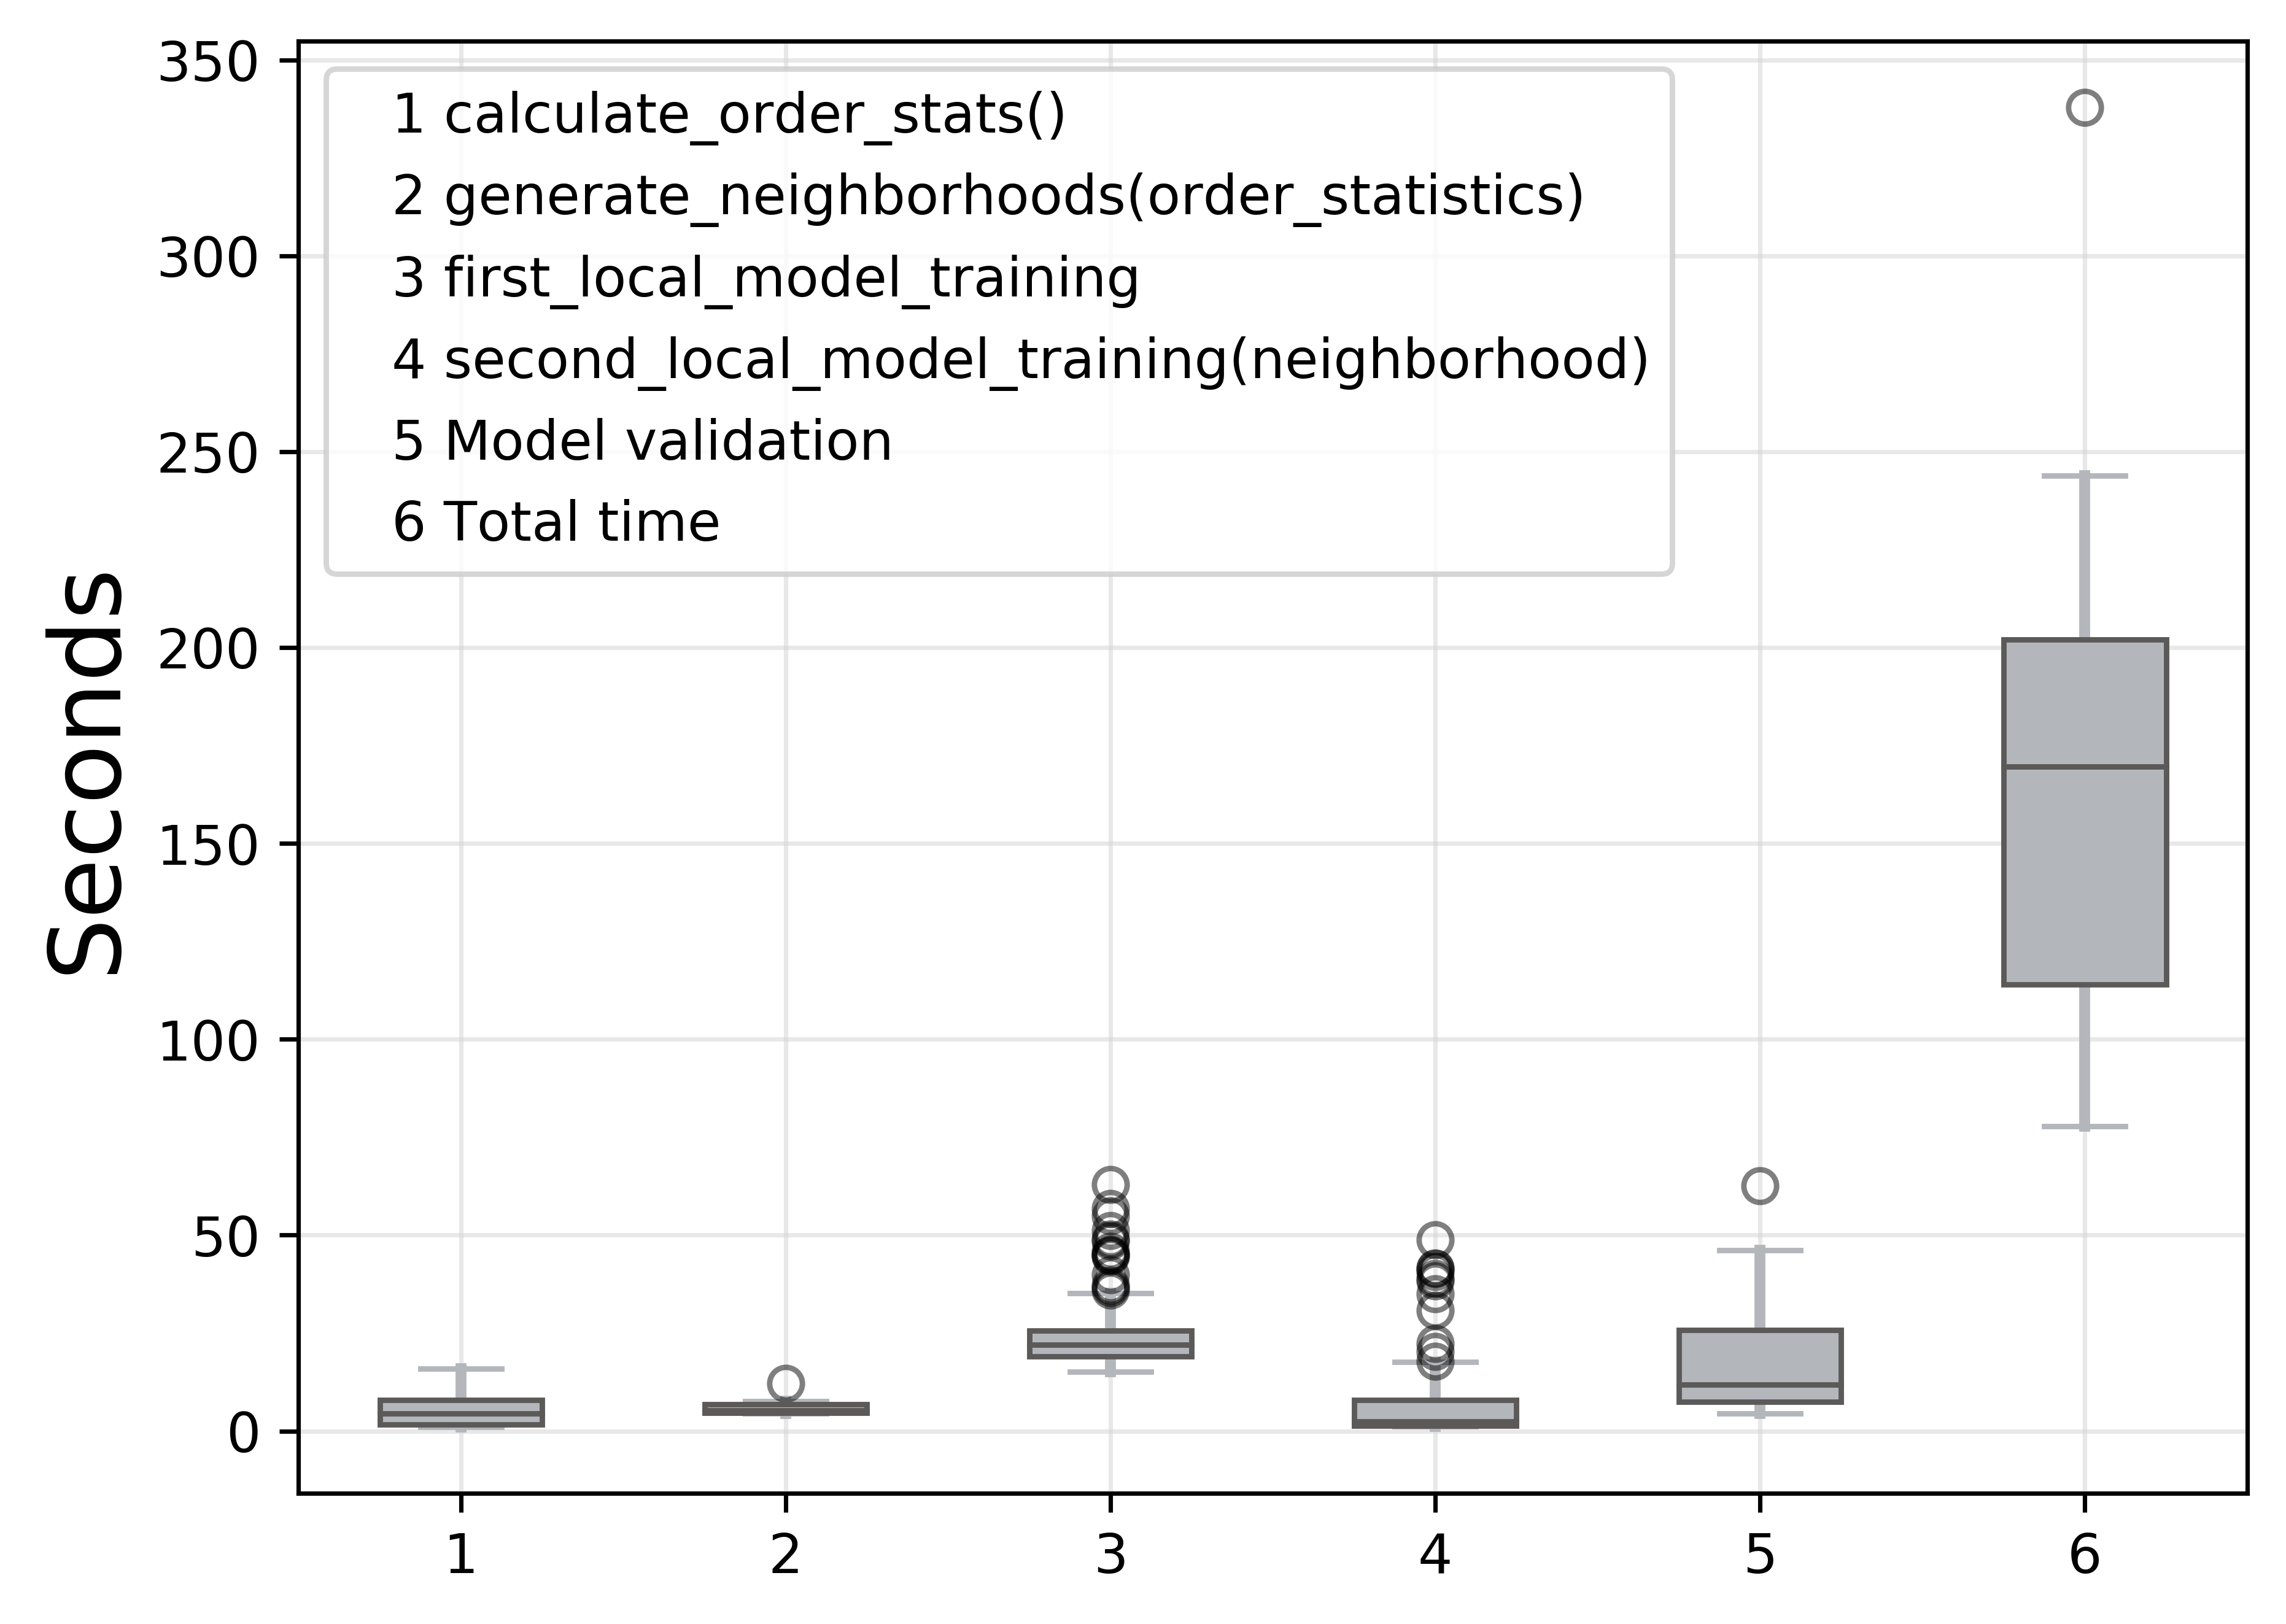 Seconds
350
300
250
200
150
100
50
0
1 calculate_order_stats()
2 generate_neighborhoods(order_statistics)
3 first_local_model_training
4 second_local_model_training(neighborhood)
5 Model validation
6 Total time
1 2 3 4 5 6